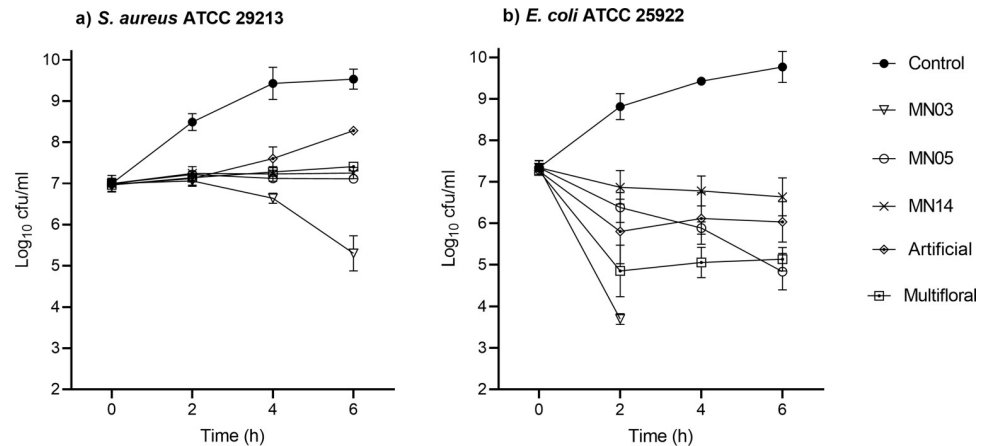 a) S. aureus ATCC 29213
10
9
8
7
6
5
4
3
2
Log10 cfu/ml
0 2 4 6
Time (h)
b) E. coli ATCC 25922
10
9
8
7
6
5
4
3
2
Log10 cfu/ml
0 2 4 6
Time (h)
Control
MN03
MN05
MN14
Artificial
Multifloral